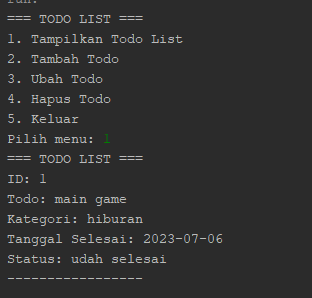 run:
=== TODO LIST ===
1. Tampilkan Todo List
2. Tambah Todo
3. Ubah Todo
4. Hapus Todo
5. Keluar
Pilih menu: 1
=== TODO LIST ===
ID: 1
Todo: main game
Kategori: hiburan
Tanggal Selesai: 2023-07-06
Status: udah selesai
-----------------